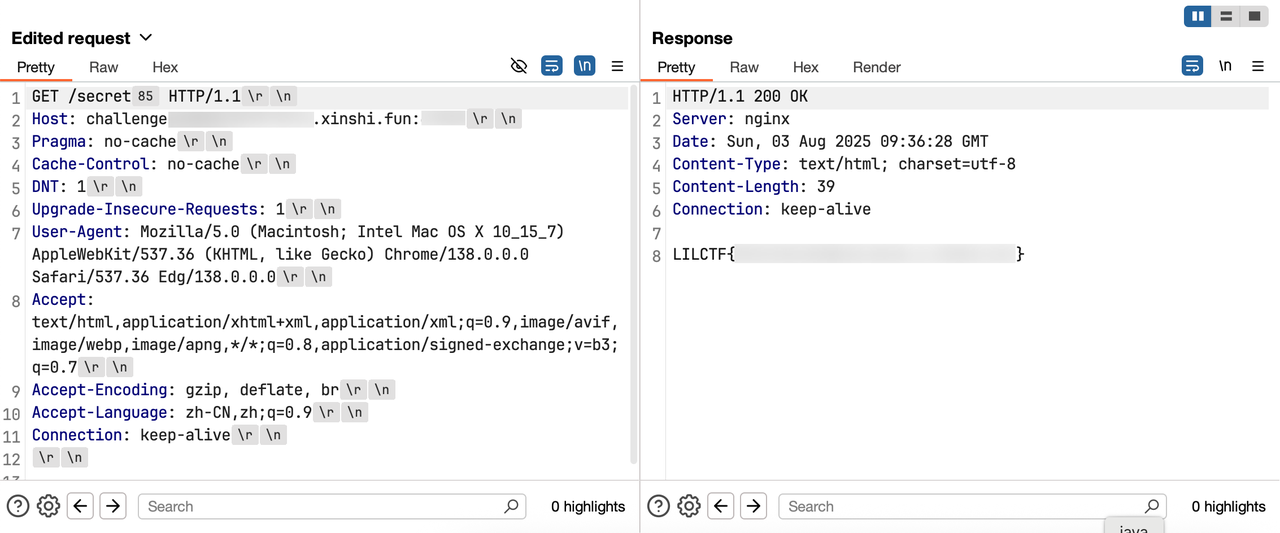 Edited request
Response
Pretty Raw Hex
\n
Pretty Raw Hex Render
\n
1 GET /secret 85 HTTP/1.1 \r \n
2 Host: challenge .xinshi.fun: \r \n
3 Pragma: no-cache \r \n
4 Cache-Control: no-cache \r \n
5 DNT: 1 \r \n
6 Upgrade-Insecure-Requests: 1 \r \n
7 User-Agent: Mozilla/5.0 (Macintosh; Intel Mac OS X 10_15_7)
AppleWebKit/537.36 (KHTML, like Gecko) Chrome/138.0.0.0
Safari/537.36 Edg/138.0.0.0 \r \n
8 Accept:
text/html,application/xhtml+xml,application/xml;q=0.9,image/avif,
image/webp,image/apng,*/*;q=0.8,application/signed-exchange;v=b3;
q=0.7 \r \n
9 Accept-Encoding: gzip, deflate, br \r \n
10 Accept-Language: zh-CN,zh;q=0.9 \r \n
11 Connection: keep-alive \r \n
12 \r \n
1 HTTP/1.1 200 OK
2 Server: nginx
3 Date: Sun, 03 Aug 2025 09:36:28 GMT
4 Content-Type: text/html; charset=utf-8
5 Content-Length: 39
6 Connection: keep-alive
7
8 LILCTF{ }
Search
0 highlights
Search
0 highlights
java